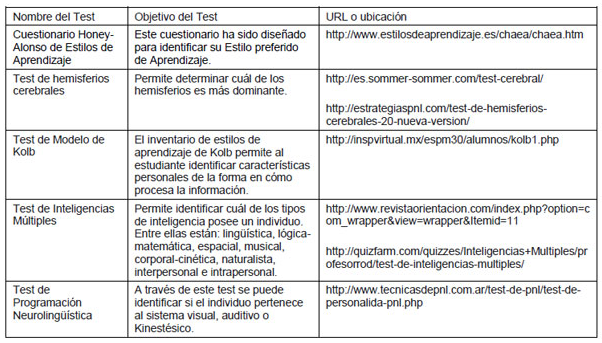 Nombre del Test
Objetivo del Test
URL o ubicación
Cuestionario Honey-
Alonso de Estilos de
Aprendizaje
Este cuestionario ha sido diseñado
para identificar su Estilo preferido
de Aprendizaje.
http://www.estilosdeaprendizaje.es/chaea/chaea.htm
Test de hemisferios
cerebrales
Permite determinar cuál de los
hemisferios es más dominante.
http://es.sommer-sommer.com/test-cerebral/
http://estrategiaspnl.com/test-de-hemisferios-
cerebrales-20-nueva-version/
Test de Modelo de
Kolb
El inventario de estilos de
aprendizaje de Kolb permite al
estudiante identificar características
personales de la forma en cómo
procesa la información.
http://inspvirtual.mx/espm30/alumnos/kolb1.php
Test de Inteligencias
Múltiples
Permite identificar cuál de los tipos
de inteligencia posee un individuo.
Entre ellas están: lingüística, lógica-
matemática, espacial, musical,
corporal-cinética, naturalista,
interpersonal e intrapersonal.
http://www.revistaorientacion.com/index.php?option=c
om_wrapper&view=wrapper&Itemid=11
http://quizfarm.com/quizzes/Inteligencias+Multiples/pr
ofesorrod/test-de-inteligencias-multiples/
Test de
Programación
Neurolingüística
A través de este test se puede
identificar si el individuo pertenece
al sistema visual, auditivo o
Kinestésico.
http://www.tecnicasdepnl.com.ar/test-de-pnl/test-de-
personalida-pnl.php